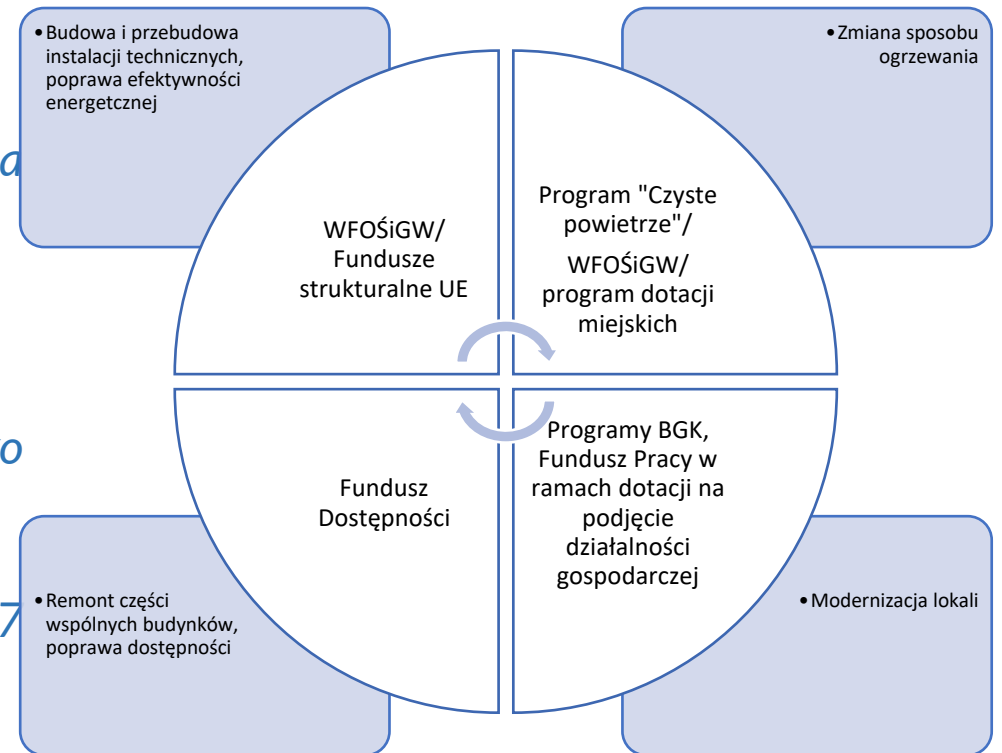 •Budowa i przebudowa
instalacji technicznych,
poprawa efektywności
energetcznej
•Zmiana sposobu
ogrzewania
WFOŚiGW/
Fundusze
strukturalne UE
Program "Czyste
powietrze"/
WFOŚiGW/
program dotacji
miejskich
Fundusz
Dostępności
Programy BGK,
Fundusz Pracy w
ramach dotacji na
podjęcie
działalności
gospodarczej
•Remont części
wspólnych budynków,
poprawa dostępności
•Modernizacja lokali